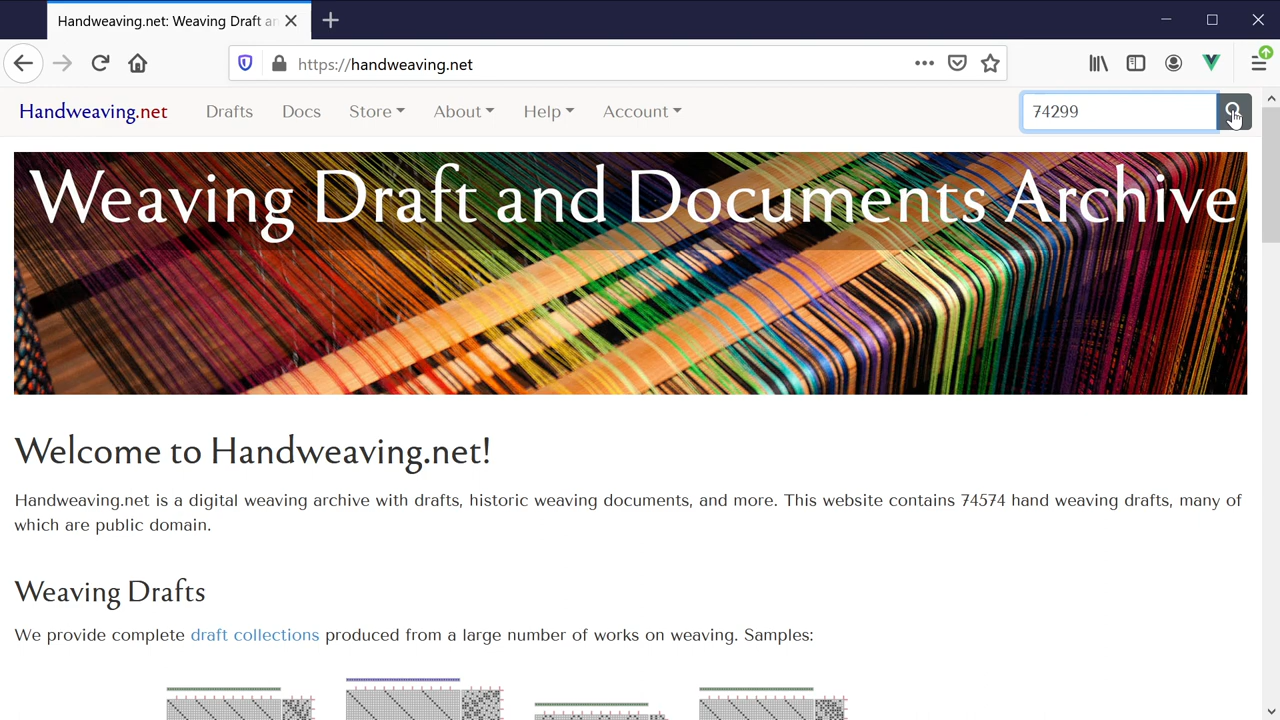 Handweaving.net: Weaving Draft an
https://handweaving.net
Handweaving.net Drafts Docs Store About Help Account 74299
Weaving Draft and Documents Archive
Welcome to Handweaving.net!
Handweaving.net is a digital weaving archive with drafts, historic weaving documents, and more. This website contains 74574 hand weaving drafts, many of
which are public domain.
Weaving Drafts
We provide complete draft collections produced from a large number of works on weaving. Samples: